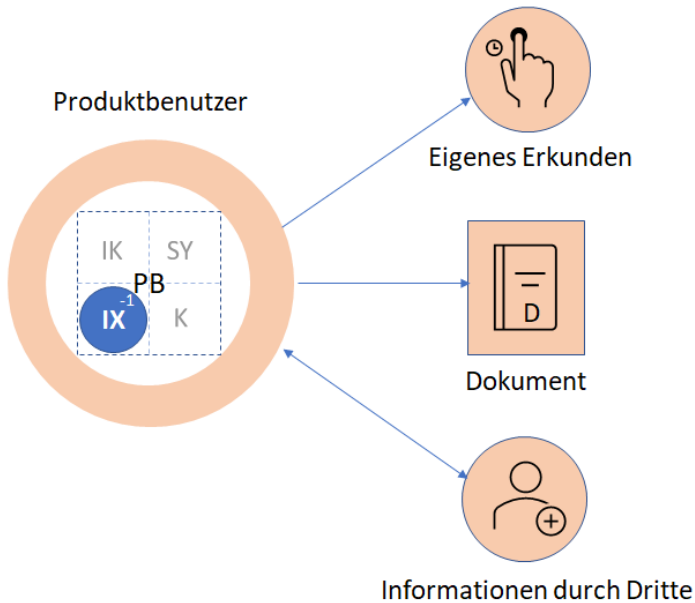 Produktbenutzer
IK
SY
PB
IX-1
K
Eigenes Erkunden
D
Dokument
Informationen durch Dritte